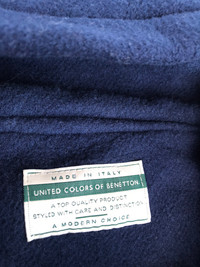 MADE IN ITALY
UNITED COLORS OF BENETTON.
A TOP QUALITY PRODUCT
STYLED WITH CARE AND DISTINCTION
A MODERN CHOICE